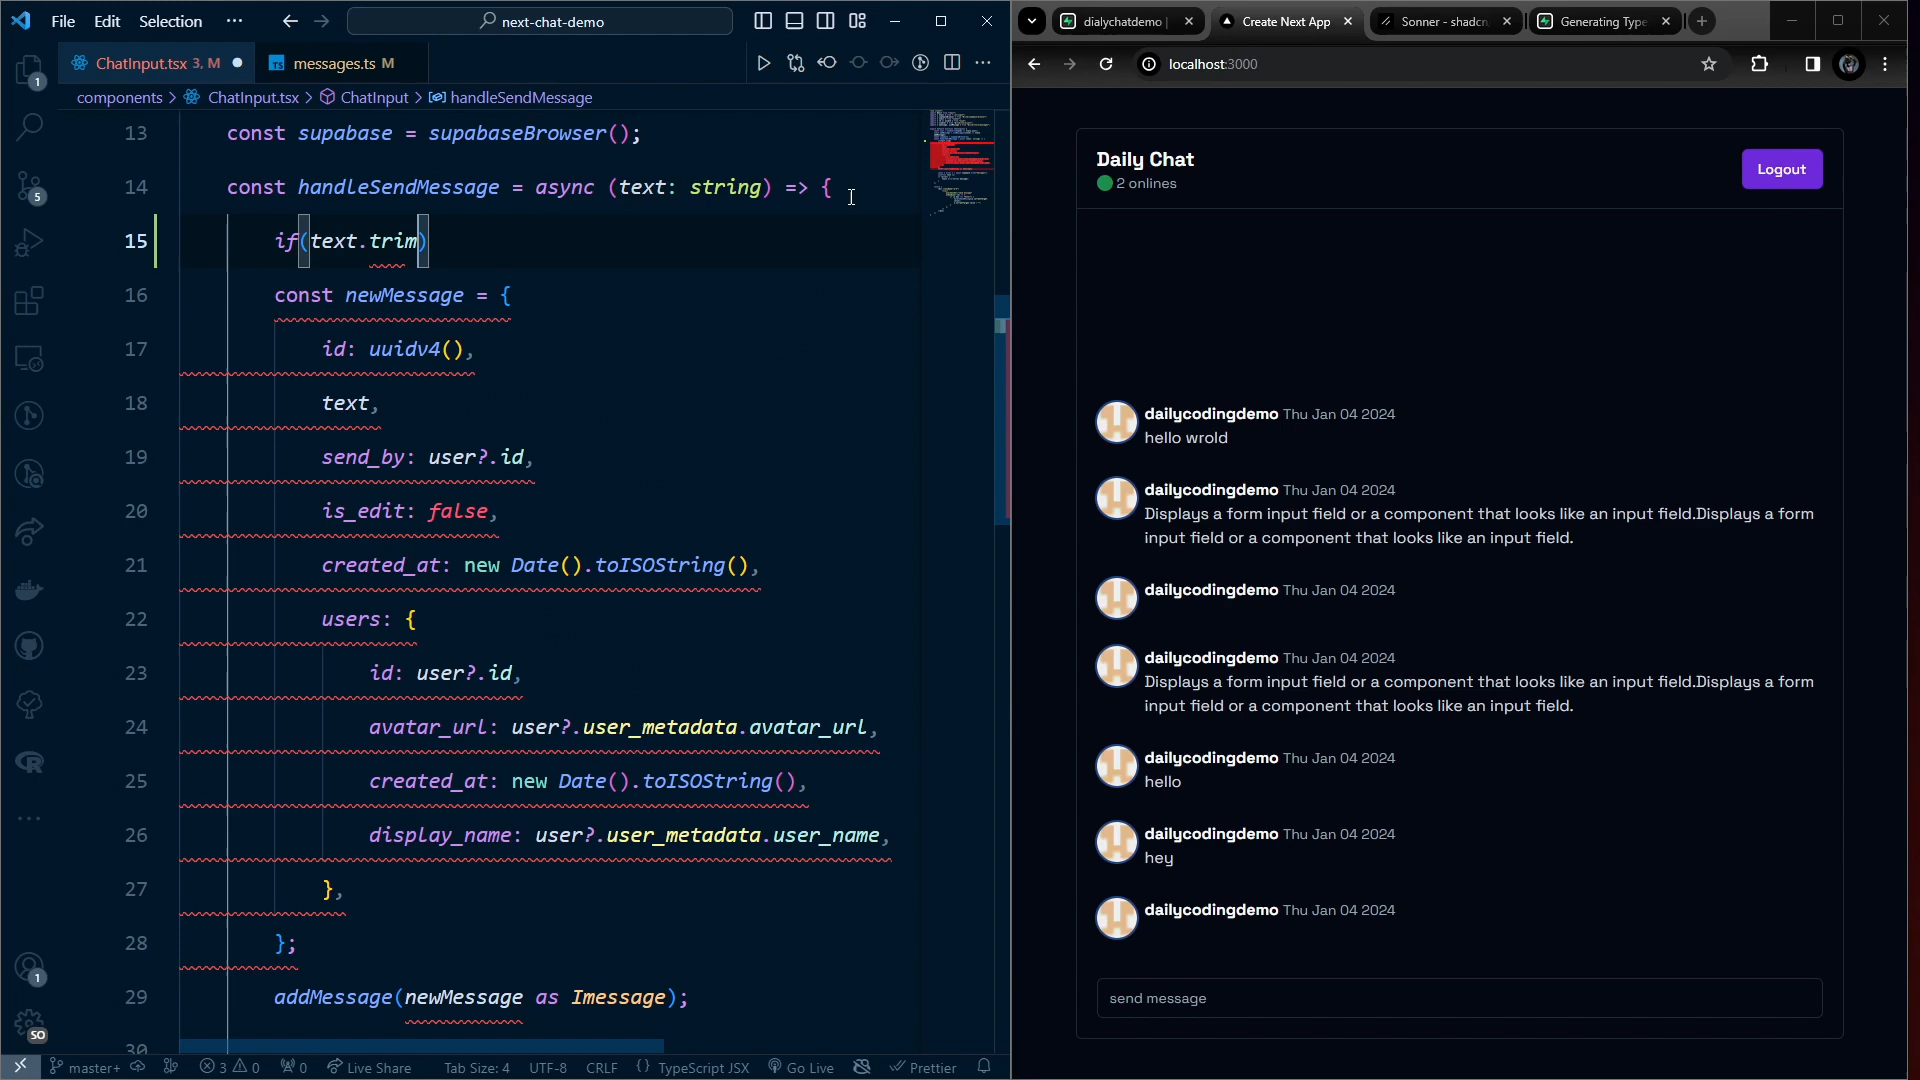 File Edit Selection ··· next-chat-demo
ChatInput.tsx 3, M ● messages.ts M
components > ChatInput.tsx > ChatInput > handleSendMessage
13 const supabase = supabaseBrowser();
14 const handleSendMessage = async (text: string) => {
15 if(text.trim)
16 const newMessage = {
17 id: uuidv4(),
18 text,
19 send_by: user?.id,
20 is_edit: false,
21 created_at: new Date().toISOString(),
22 users: {
23 id: user?.id,
24 avatar_url: user?.user_metadata.avatar_url,
25 created_at: new Date().toISOString(),
26 display_name: user?.user_metadata.user_name,
27 },
28 };
29 addMessage(newMessage as Imessage);
30
1
5
1
SO
master+ 3 0 0 Live Share Tab Size: 4 UTF-8 CRLF {} TypeScript JSX Go Live Prettier
dialychatdemo | Create Next App Sonner - shadcn Generating Type
localhost:3000
Daily Chat
2 onlines
Logout
dailycodingdemo Thu Jan 04 2024
hello wrold
dailycodingdemo Thu Jan 04 2024
Displays a form input field or a component that looks like an input field.Displays a form
input field or a component that looks like an input field.
dailycodingdemo Thu Jan 04 2024
dailycodingdemo Thu Jan 04 2024
Displays a form input field or a component that looks like an input field.Displays a form
input field or a component that looks like an input field.
dailycodingdemo Thu Jan 04 2024
hello
dailycodingdemo Thu Jan 04 2024
hey
dailycodingdemo Thu Jan 04 2024
send message